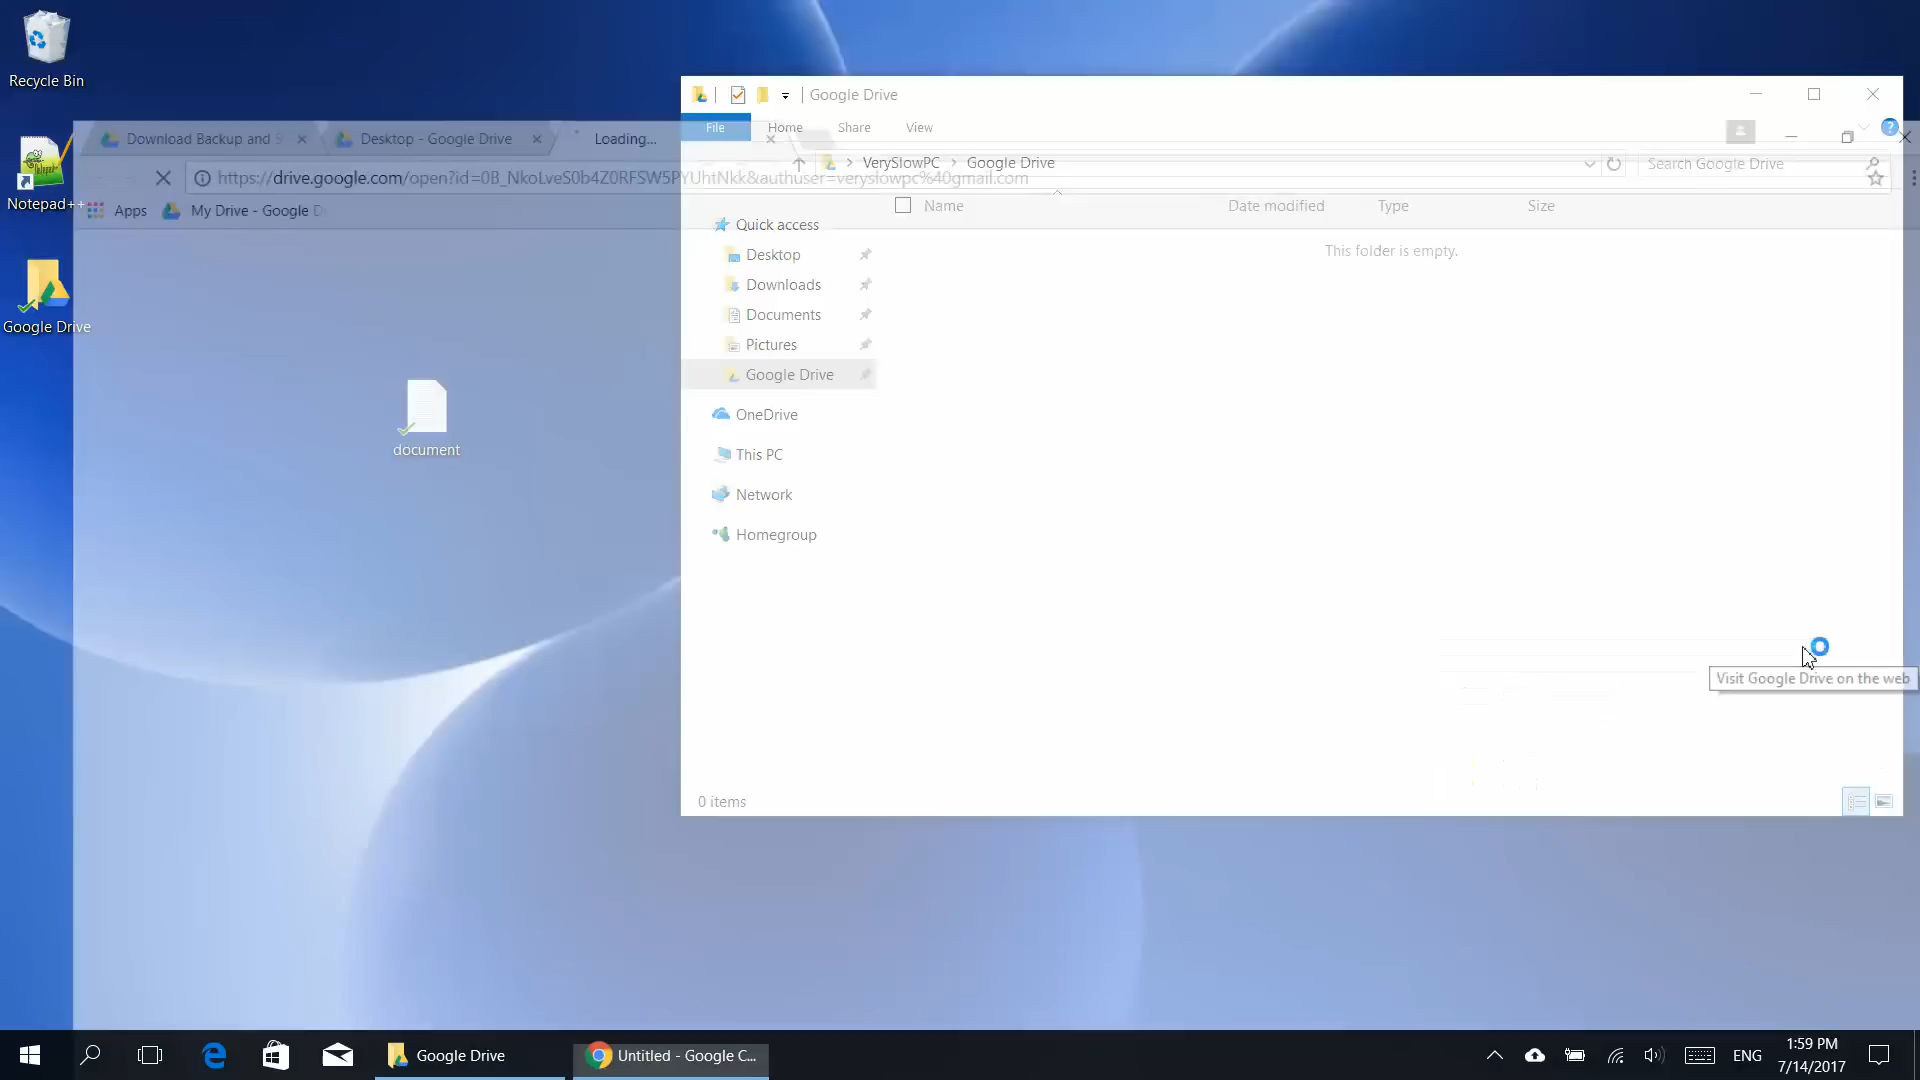 Recycle Bin
Notepad++
Google Drive
Download Backup and S
Desktop - Google Drive
Loading...
https://drive.google.com/open?id=0B_NkoLveS0b4Z0RFSW5PYUhtNkk&authuser=veryslowpc%40gmail.com
Apps
My Drive - Google D
document
Google Drive
File
Home
Share
View
VerySlowPC
Google Drive
Search Google Drive
Name
Date modified
Type
Size
This folder is empty.
Quick access
Desktop
Downloads
Documents
Pictures
Google Drive
OneDrive
This PC
Network
Homegroup
Visit Google Drive on the web
0 items
Google Drive
Untitled - Google C...
ENG
1:59 PM
7/14/2017